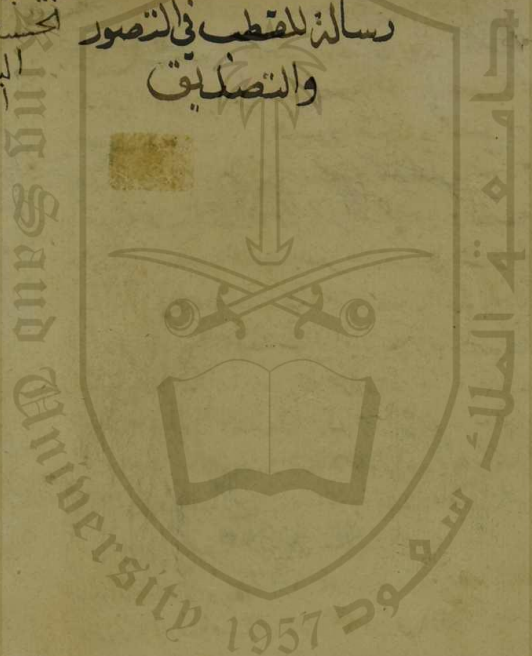 رسالة للقطب في التصور
والتصديق
جامعة الملك سعود
King Saud University 1957